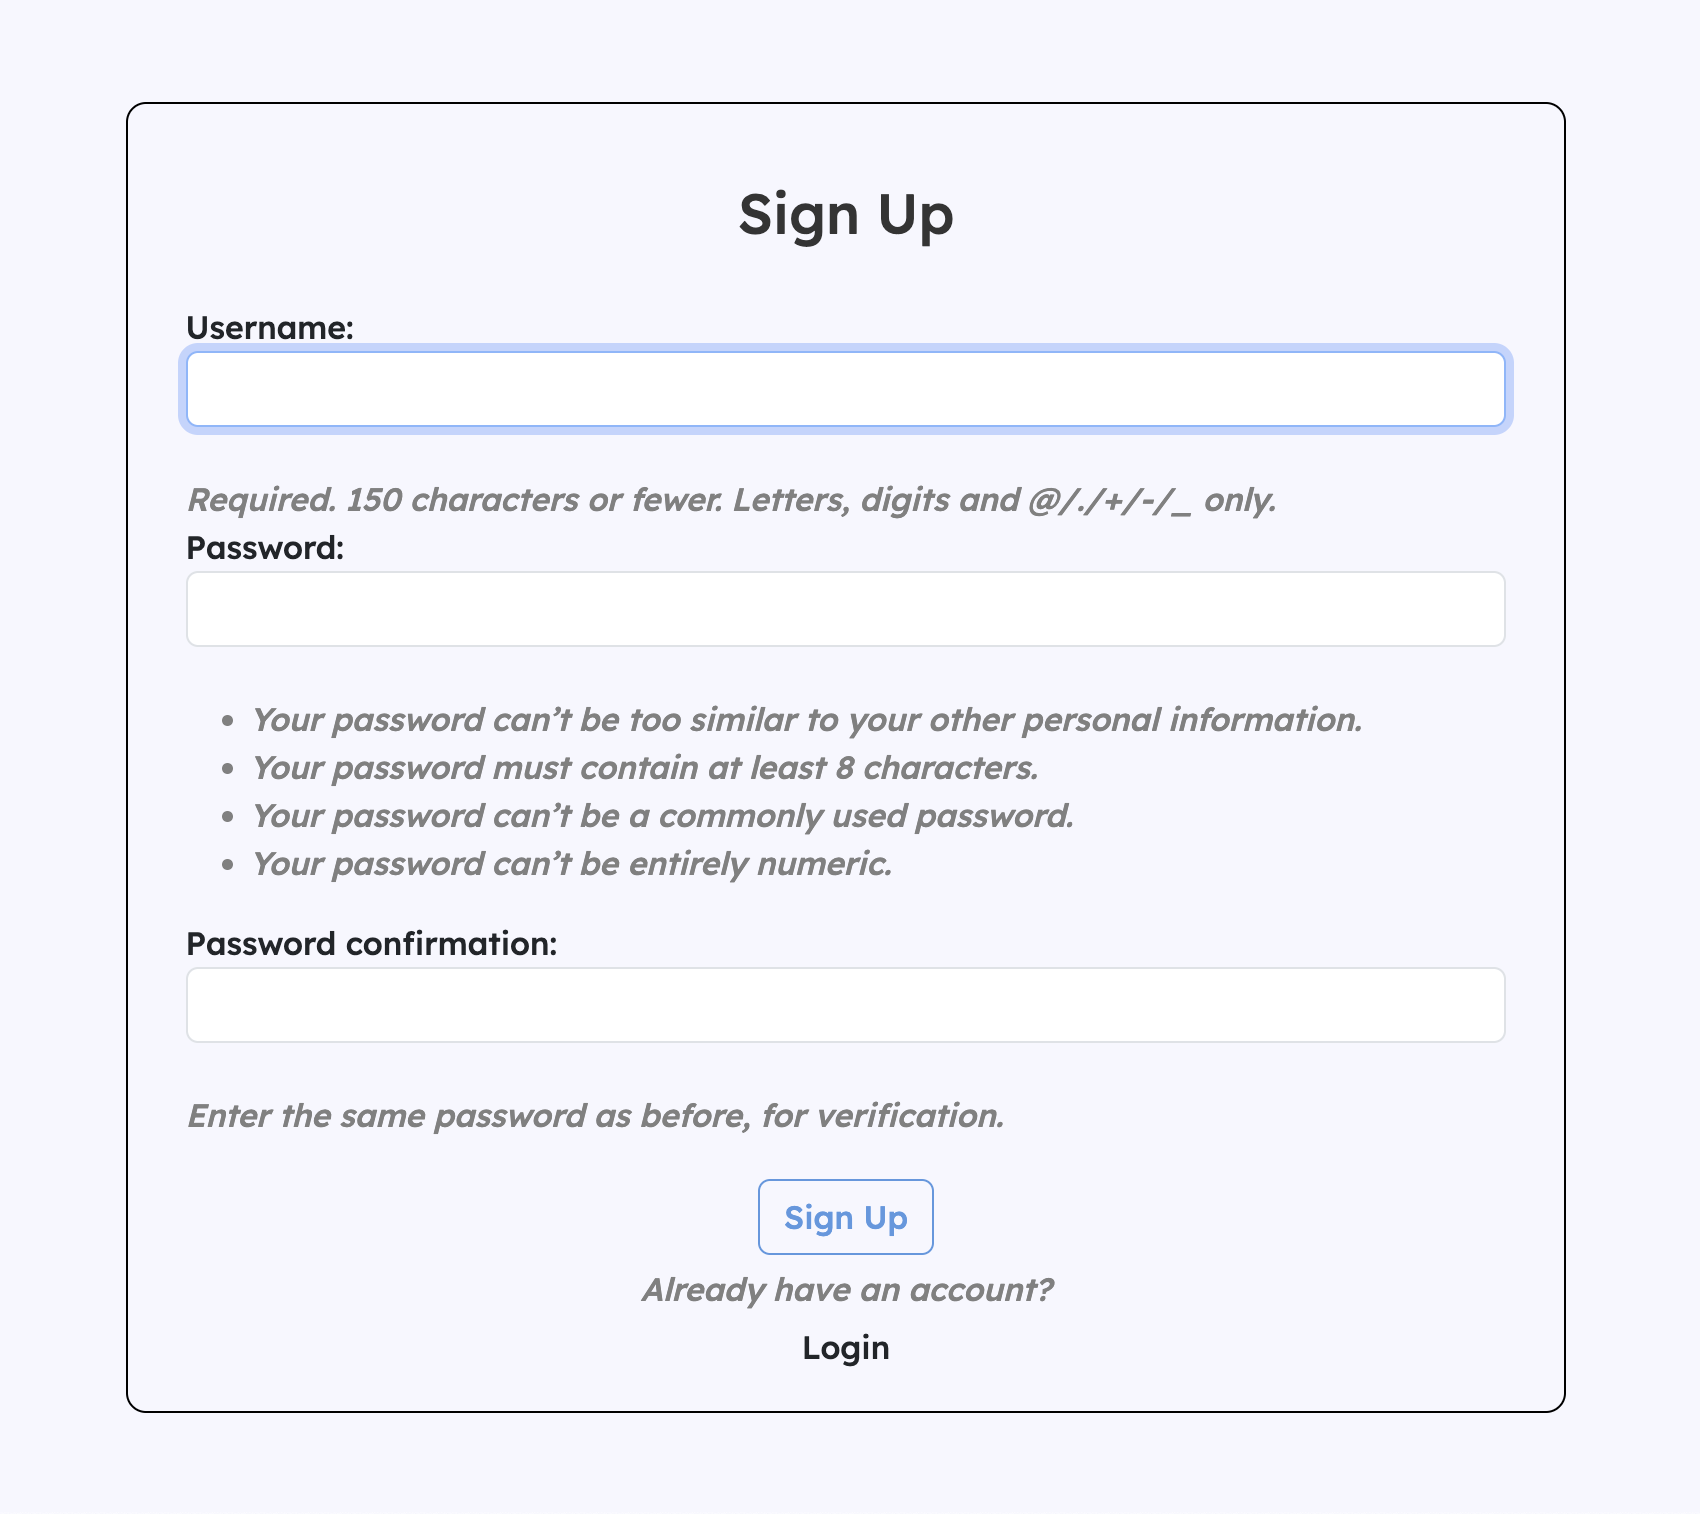 Sign Up
Username:
Required. 150 characters or fewer. Letters, digits and @/./+/-/_ only.
Password:
• Your password can’t be too similar to your other personal information.
• Your password must contain at least 8 characters.
• Your password can’t be a commonly used password.
• Your password can’t be entirely numeric.
Password confirmation:
Enter the same password as before, for verification.
Sign Up
Already have an account?
Login